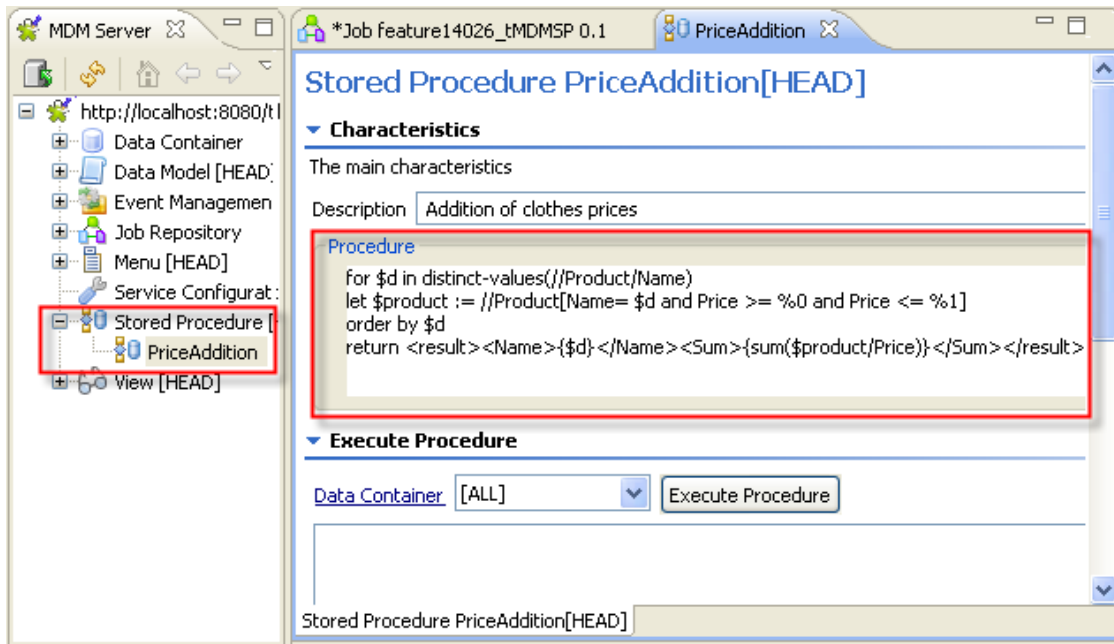 MDM Server
http://localhost:8080/t
Data Container
Data Model [HEAD]
Event Managemen
Job Repository
Menu [HEAD]
Service Configurat
Stored Procedure [
PriceAddition
View [HEAD]
*Job feature14026_tMDMSP 0.1
PriceAddition
Stored Procedure PriceAddition[HEAD]
Characteristics
The main characteristics
Description Addition of clothes prices
Procedure
for $d in distinct-values(//Product/Name)
let $product := //Product[Name= $d and Price >= %0 and Price <= %1]
order by $d
return <result><Name>{$d}</Name><Sum>{sum($product/Price)}</Sum></result>
Execute Procedure
Data Container [ALL] Execute Procedure
Stored Procedure PriceAddition[HEAD]